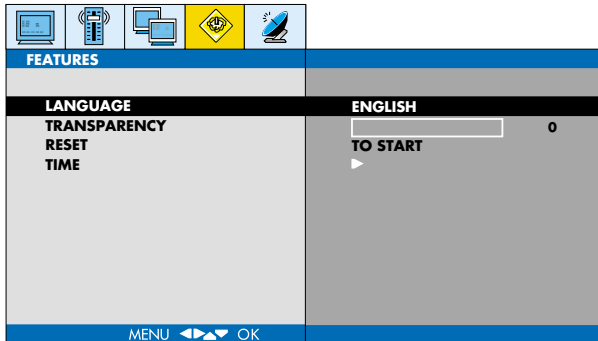 FEATURES
LANGUAGE ENGLISH
TRANSPARENCY 0
RESET TO START
TIME
MENU OK